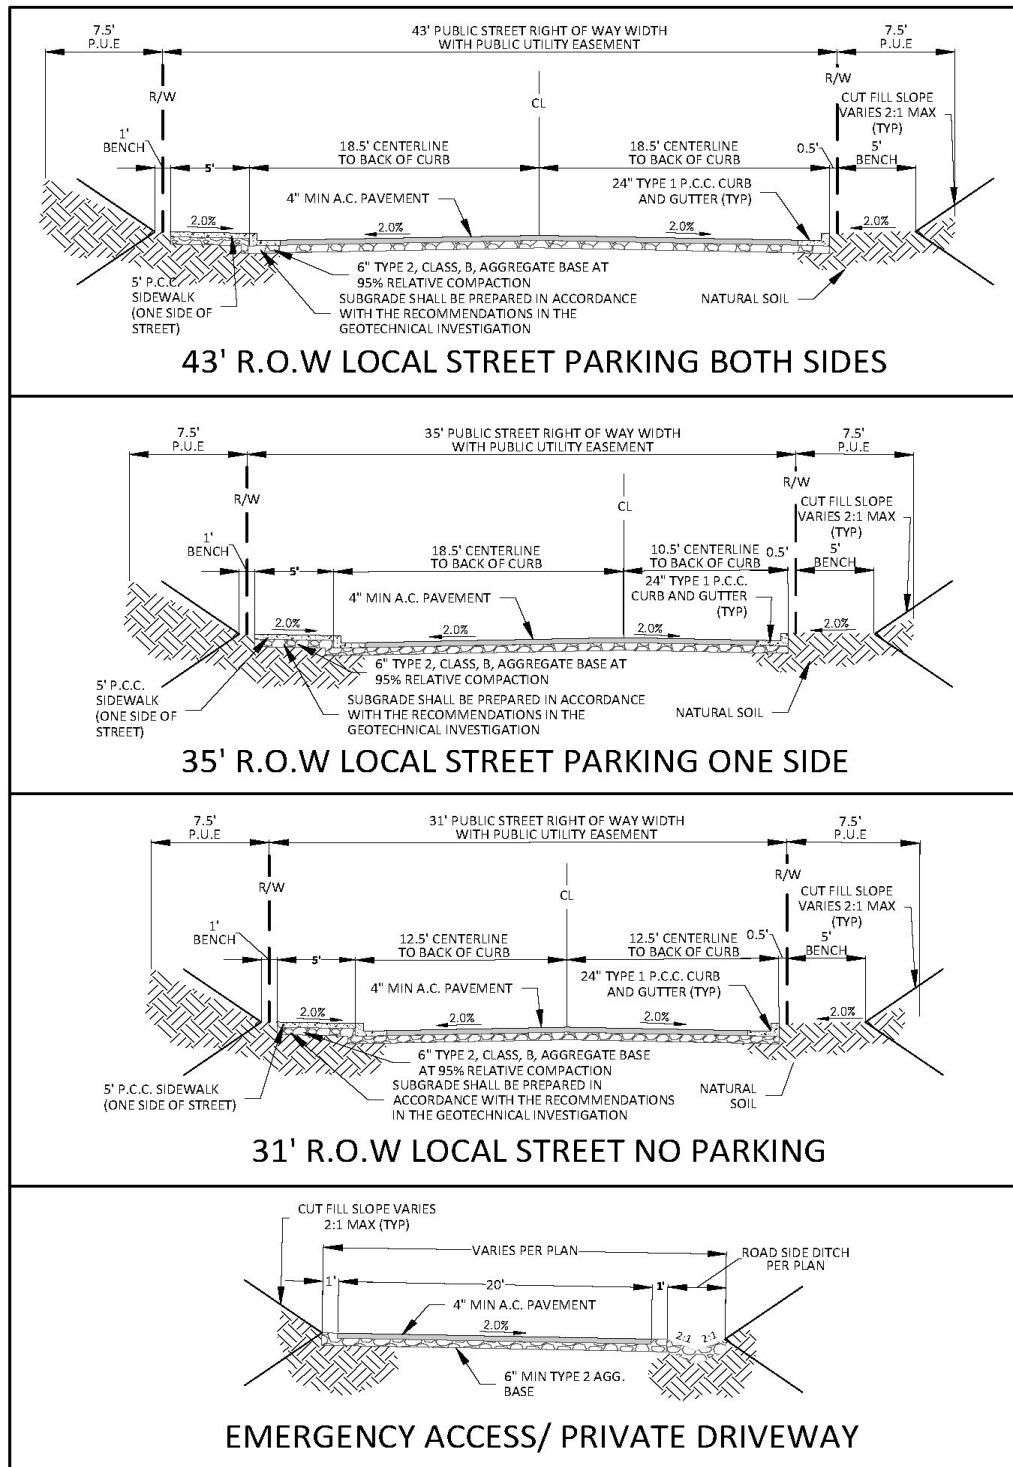 7.5'
P.U.E
43' PUBLIC STREET RIGHT OF WAY WIDTH
WITH PUBLIC UTILITY EASEMENT
7.5'
P.U.E
R/W
R/W
CL
CUT FILL SLOPE
VARIES 2:1 MAX
(TYP)
1'
BENCH
5'
18.5' CENTERLINE
TO BACK OF CURB
18.5' CENTERLINE
TO BACK OF CURB
0.5'
5'
BENCH
4" MIN A.C. PAVEMENT
24" TYPE 1 P.C.C. CURB
AND GUTTER (TYP)
2.0%
2.0%
2.0%
2.0%
5' P.C.C.
SIDEWALK
(ONE SIDE OF
STREET)
6" TYPE 2, CLASS, B, AGGREGATE BASE AT
95% RELATIVE COMPACTION
SUBGRADE SHALL BE PREPARED IN ACCORDANCE
WITH THE RECOMMENDATIONS IN THE
GEOTECHNICAL INVESTIGATION
NATURAL SOIL
43' R.O.W LOCAL STREET PARKING BOTH SIDES
7.5'
P.U.E
35' PUBLIC STREET RIGHT OF WAY WIDTH
WITH PUBLIC UTILITY EASEMENT
7.5'
P.U.E
R/W
R/W
CL
CUT FILL SLOPE
VARIES 2:1 MAX
(TYP)
1'
BENCH
5'
18.5' CENTERLINE
TO BACK OF CURB
10.5' CENTERLINE
TO BACK OF CURB
0.5'
5'
BENCH
4" MIN A.C. PAVEMENT
24" TYPE 1 P.C.C.
CURB AND GUTTER
(TYP)
2.0%
2.0%
2.0%
2.0%
5' P.C.C.
SIDEWALK
(ONE SIDE OF
STREET)
6" TYPE 2, CLASS, B, AGGREGATE BASE AT
95% RELATIVE COMPACTION
SUBGRADE SHALL BE PREPARED IN ACCORDANCE
WITH THE RECOMMENDATIONS IN THE
GEOTECHNICAL INVESTIGATION
NATURAL SOIL
35' R.O.W LOCAL STREET PARKING ONE SIDE
7.5'
P.U.E
31' PUBLIC STREET RIGHT OF WAY WIDTH
WITH PUBLIC UTILITY EASEMENT
7.5'
P.U.E
R/W
R/W
CL
CUT FILL SLOPE
VARIES 2:1 MAX
(TYP)
1'
BENCH
5'
12.5' CENTERLINE
TO BACK OF CURB
12.5' CENTERLINE
TO BACK OF CURB
0.5'
5'
BENCH
4" MIN A.C. PAVEMENT
24" TYPE 1 P.C.C. CURB
AND GUTTER (TYP)
2.0%
2.0%
2.0%
2.0%
5' P.C.C. SIDEWALK
(ONE SIDE OF STREET)
6" TYPE 2, CLASS, B, AGGREGATE BASE
AT 95% RELATIVE COMPACTION
SUBGRADE SHALL BE PREPARED IN
ACCORDANCE WITH THE RECOMMENDATIONS
IN THE GEOTECHNICAL INVESTIGATION
NATURAL
SOIL
31' R.O.W LOCAL STREET NO PARKING
CUT FILL SLOPE VARIES
2:1 MAX (TYP)
VARIES PER PLAN
ROAD SIDE DITCH
PER PLAN
1'
20'
1'
4" MIN A.C. PAVEMENT
2.0%
2:1
2:1
6" MIN TYPE 2 AGG.
BASE
EMERGENCY ACCESS/ PRIVATE DRIVEWAY